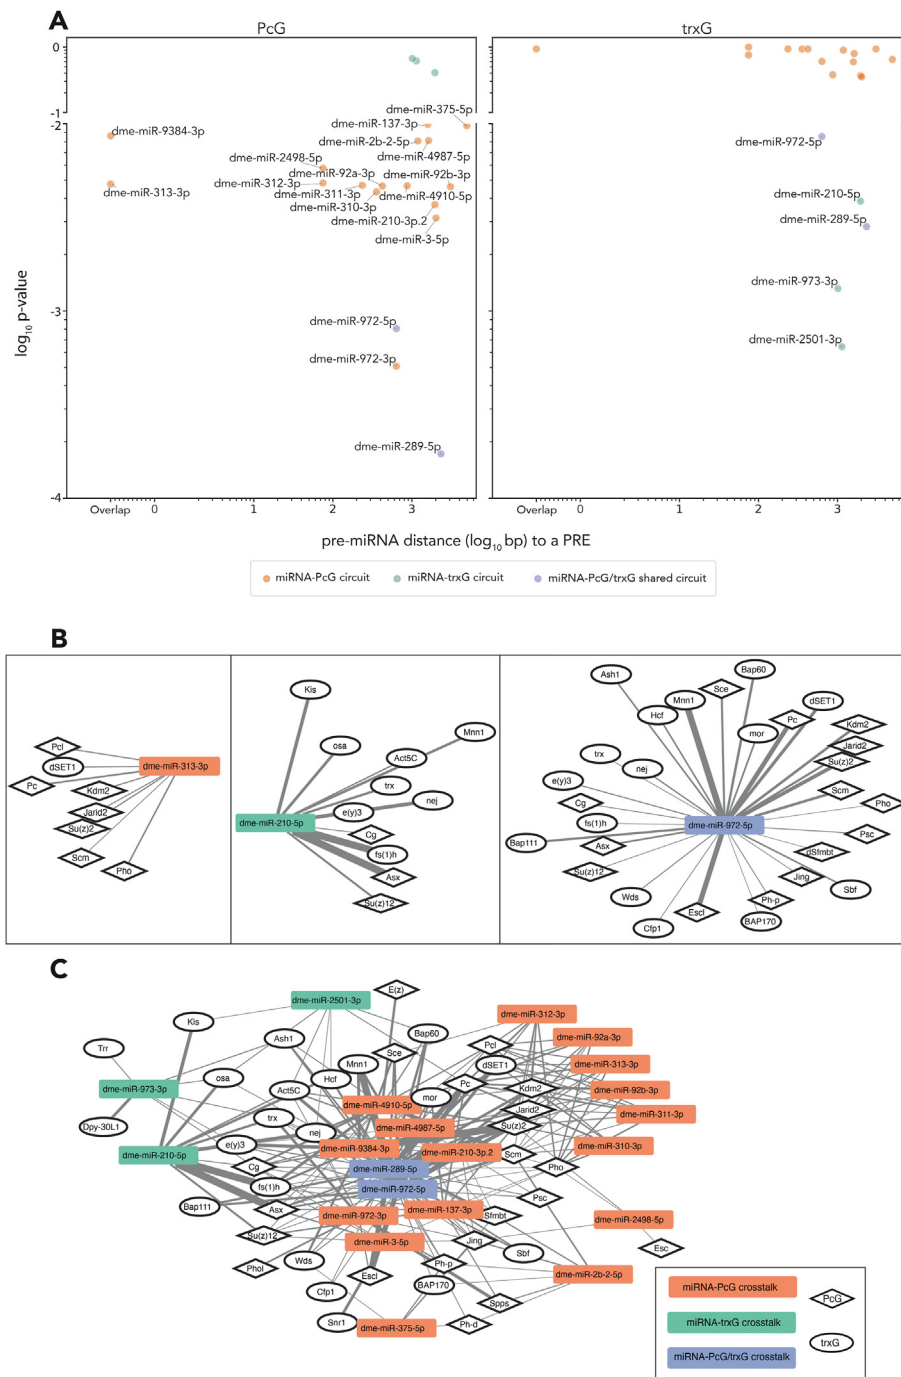 A
PcG
trxG
0
-1
-2
-3
-4
log10 p-value
dme-miR-375-5p
dme-miR-137-3p
dme-miR-9384-3p
dme-miR-2b-2-5p
dme-miR-4987-5p
dme-miR-2498-5p
dme-miR-92a-3p
dme-miR-92b-3p
dme-miR-312-3p
dme-miR-313-3p
dme-miR-311-3p
dme-miR-4910-5p
dme-miR-310-3p
dme-miR-210-3p.2
dme-miR-3-5p
dme-miR-972-5p
dme-miR-972-3p
dme-miR-289-5p
dme-miR-972-5p
dme-miR-210-5p
dme-miR-289-5p
dme-miR-973-3p
dme-miR-2501-3p
Overlap 0 1 2 3
Overlap 0 1 2 3
pre-miRNA distance (log10 bp) to a PRE
miRNA-PcG circuit
miRNA-trxG circuit
miRNA-PcG/trxG shared circuit
B
Pcl
dSET1
Pc
dme-miR-313-3p
Kdm2
Jarid2
Su(z)2
Scm
Pho
Kis
osa
Mnn1
Act5C
trx
nej
e(y)3
dme-miR-210-5p
Cg
fs(1)h
Asx
Su(z)12
Ash1
Sce
Bap60
Mnn1
dSET1
Hcf
Pc
Kdm2
mor
Jarid2
trx
Su(z)2
nej
e(y)3
Scm
Cg
Pho
fs(1)h
dme-miR-972-5p
Bap111
Asx
Psc
dSfmbt
Su(z)12
Jing
Sbf
Wds
Ph-p
Escl
Cfp1
BAP170
C
E(z)
dme-miR-2501-3p
dme-miR-312-3p
Kis
Ash1
Bap60
dme-miR-92a-3p
Trr
Sce
Pcl
Mnn1
dSET1
dme-miR-313-3p
osa
Hcf
Pc
dme-miR-973-3p
Act5C
Kdm2
dme-miR-92b-3p
mor
dme-miR-4910-5p
Jarid2
dme-miR-311-3p
trx
Dpy-30L1
dme-miR-4987-5p
Su(z)2
nej
e(y)3
dme-miR-9384-3p
dme-miR-210-3p.2
dme-miR-310-3p
dme-miR-210-5p
Scm
Cg
dme-miR-289-5p
Pho
fs(1)h
dme-miR-972-5p
Bap111
Asx
Psc
dme-miR-972-3p
dme-miR-137-3p
Sfmbt
dme-miR-2498-5p
Su(z)12
dme-miR-3-5p
Jing
Sbf
Esc
Wds
Phol
Ph-p
Escl
dme-miR-2b-2-5p
Cfp1
BAP170
Spps
Snr1
dme-miR-375-5p
Ph-d
miRNA-PcG crosstalk
PcG
miRNA-trxG crosstalk
trxG
miRNA-PcG/trxG crosstalk